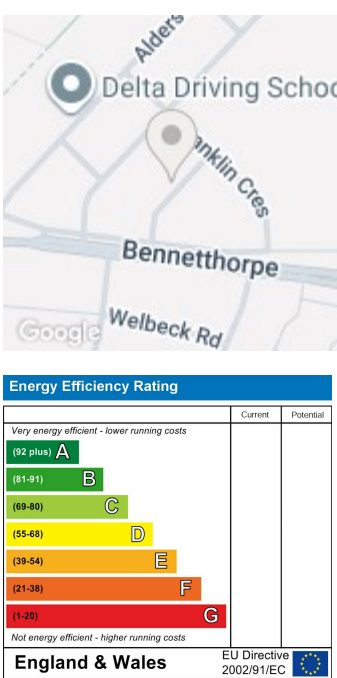 Alders
Delta Driving Schoo
anklin Cres
Bennetthorpe
Welbeck Rd
Google
Energy Efficiency Rating
Current Potential
Very energy efficient - lower running costs
(92 plus) A
(81-91) B
(69-80) C
(55-68) D
(39-54) E
(21-38) F
(1-20) G
Not energy efficient - higher running costs
England & Wales
EU Directive
2002/91/EC